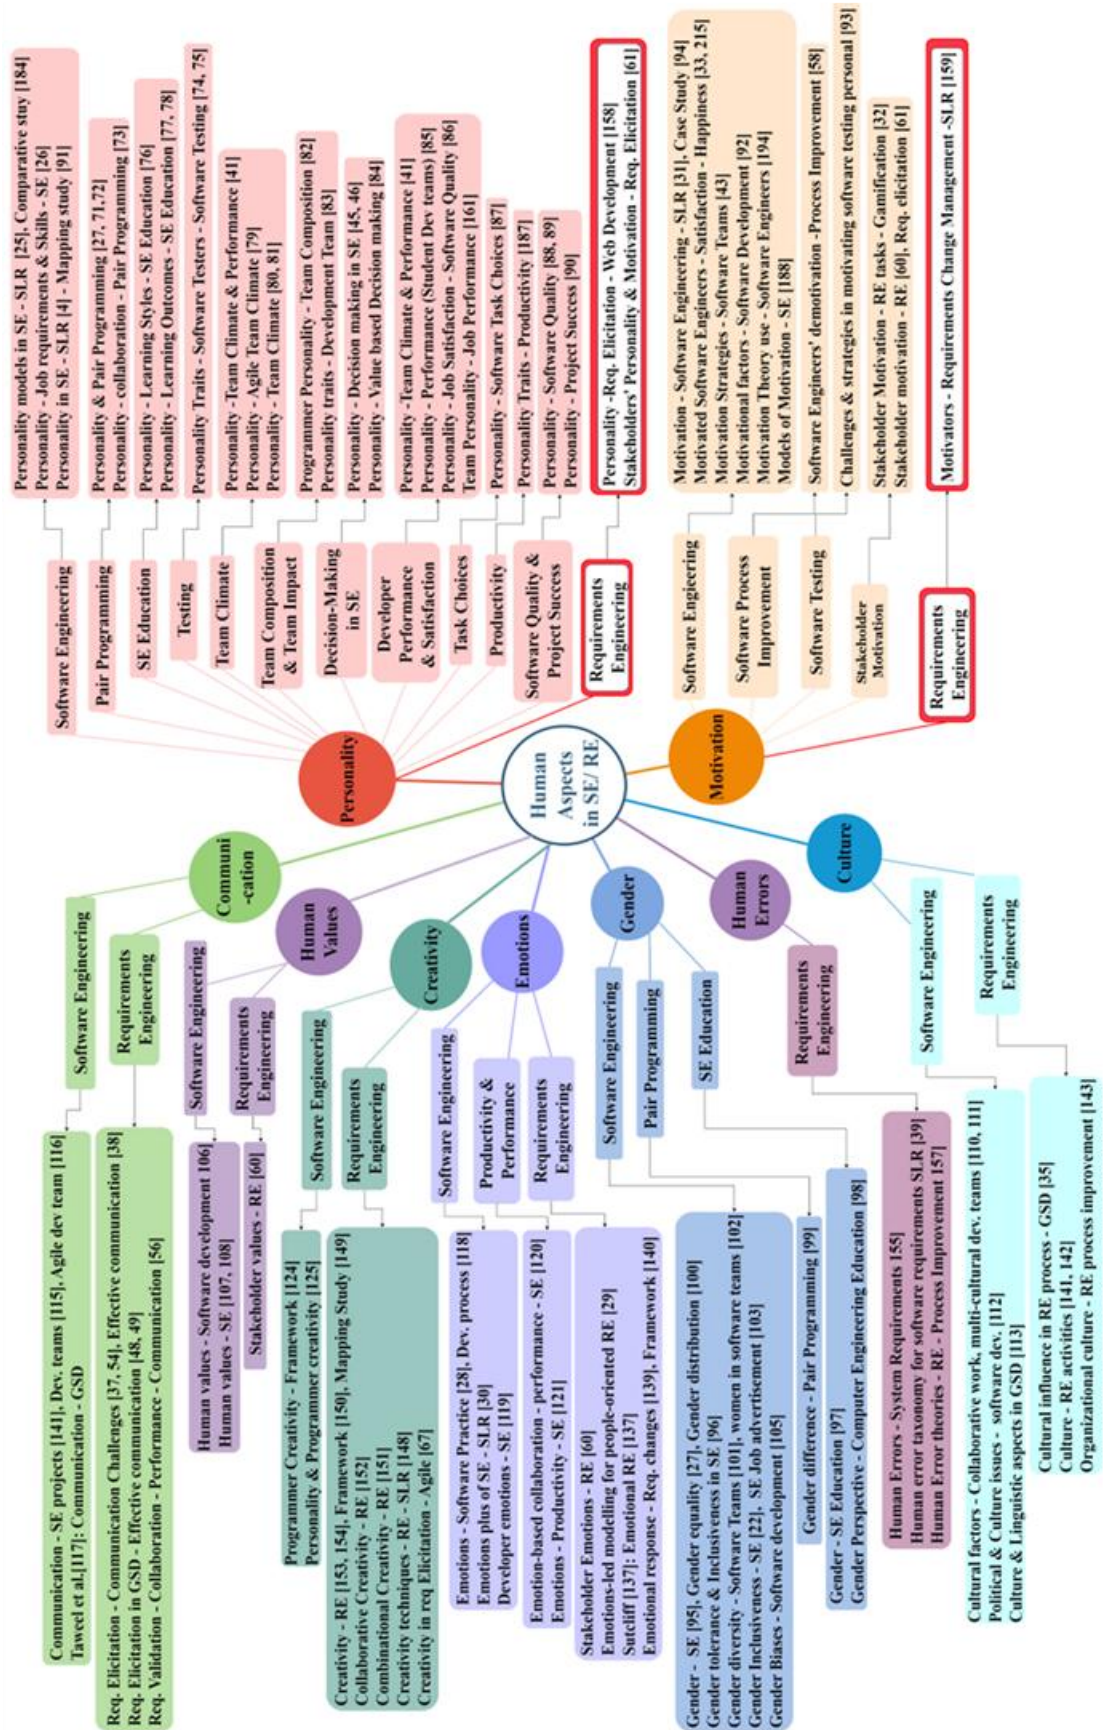 Human
Aspects
in SE/ RE
Personality
Software Engineering
Personality models in SE - SLR [25], Comparative stuy [184]
Personality - Job requirements & Skills - SE [26]
Personality in SE - SLR [4] - Mapping study [91]
Pair Programming
Personality & Pair Programming [27, 71,72]
Personality - collaboration - Pair Programming [73]
SE Education
Personality - Learning Styles - SE Education [76]
Personality - Learning Outcomes - SE Education [77, 78]
Testing
Personality Traits - Software Testers - Software Testing [74, 75]
Team Climate
Personality -Team Climate & Performance [41]
Personality - Agile Team Climate [79]
Personality - Team Climate [80, 81]
Team Composition
& Team Impact
Programmer Personality - Team Composition [82]
Personality traits - Development Team [83]
Decision-Making
in SE
Personality - Decision making in SE [45, 46]
Personality - Value based Decision making [84]
Developer
Performance
& Satisfaction
Personality -Team Climate & Performance [41]
Personality - Performance (Student Dev teams) [85]
Personality - Job Satisfaction - Software Quality [86]
Team Personality - Job Performance [161]
Task Choices
Personality - Software Task Choices [87]
Productivity
Personality Traits - Productivity [187]
Software Quality &
Project Success
Personality - Software Quality [88, 89]
Personality - Project Success [90]
Requirements
Engineering
Personality -Req. Elicitation - Web Development [158]
Stakeholders' Personality & Motivation - Req. Elicitation [61]
Motivation
Software Engieering
Motivation - Software Engineering - SLR [31], Case Study [94]
Motivated Software Engineers - Satisfaction - Happiness [33, 215]
Motivation Strategies - Software Teams [43]
Motivational factors - Software Development [92]
Motivation Theory use - Software Engineers [194]
Models of Motivation - SE [188]
Software Process
Improvement
Software Engineers' demotivation -Process Improvement [58]
Software Testing
Challenges & strategies in motivating software testing personal [93]
Stakeholder
Motivation
Stakeholder Motivation - RE tasks - Gamification [32]
Stakeholder motivation - RE [60], Req. elicitation [61]
Requirements
Engineering
Motivators - Requirements Change Management -SLR [159]
Communi
-cation
Software Engineering
Communication - SE projects [141], Dev. teams [115], Agile dev team [116]
Tawel et al.[117]: Communication - GSD
Requirements
Engineering
Req. Elicitation - Communication Challenges [37, 54], Effective communication [38]
Req. Elicitation in GSD - Effective communication [48, 49]
Req. Validation - Collaboration - Performance - Communication [56]
Human
Values
Software Engineering
Human values - Software development 106]
Human values - SE [107, 108]
Requirements
Engineering
Stakeholder values - RE [60]
Creativity
Software Engineering
Programmer Creativity - Framework [124]
Personality & Programmer creativity [125]
Requirements
Engineering
Creativity - RE [153, 154], Framework [150], Mapping Study [149]
Collaborative Creativity - RE [152]
Combinational Creativity - RE [151]
Creativity techniques - RE - SLR [148]
Creativity in req Elicitation - Agile [67]
Emotions
Software Engineering
Emotions - Software Practice [28], Dev. process [118]
Emotions plus of SE - SLR [30]
Developer emotions - SE [119]
Productivity &
Performance
Emotion-based collaboration - performance - SE [120]
Emotions - Productivity - SE [121]
Requirements
Engineering
Stakeholder Emotions - RE [60]
Emotions-led modelling for people-oriented RE [29]
Sutcliff [137]: Emotional RE [137]
Emotional response - Req. changes [139], Framework [140]
Gender
Software Engineering
Gender - SE [95], Gender equality [27], Gender distribution [100]
Gender tolerance & Inclusiveness in SE [96]
Gender diversity - Software Teams [101], women in software teams [102]
Gender Inclusiveness - SE [22], SE Job advertisement [103]
Gender Biases - Software development [105]
Pair Programming
Gender difference - Pair Programming [99]
SE Education
Gender - SE Education [97]
Gender Perspective - Computer Engineering Education [98]
Human
Errors
Requirements
Engineering
Human Errors - System Requirements 155]
Human error taxonomy for software requirements SLR [39]
Human Error theories - RE - Process Improvement 157]
Culture
Software Engineering
Cultural factors - Collaborative work, multi-cultural dev. teams [110, 111]
Political & Culture issues - software dev. [112]
Culture & Linguistic aspects in GSD [113]
Requirements
Engineering
Cultural influence in RE process - GSD [35]
Culture - RE activities [141, 142]
Organizational culture - RE process improvement [143]